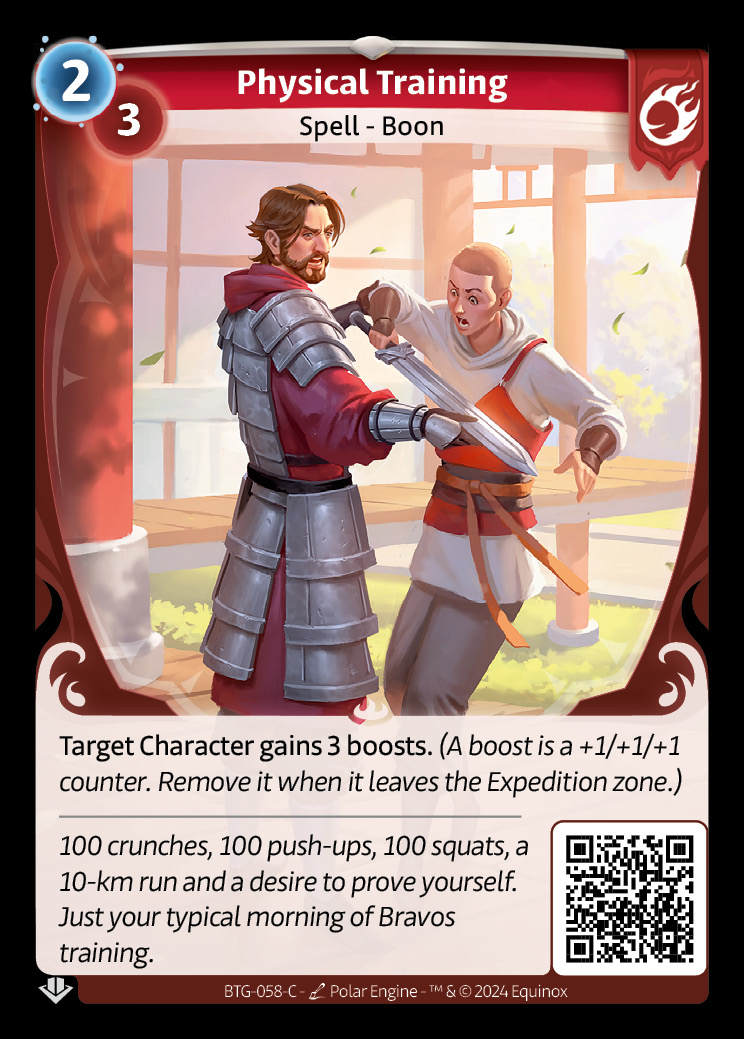 2
Physical Training
3
Spell - Boon
Target Character gains 3 boosts. (A boost is a +1/+1/+1
counter. Remove it when it leaves the Expedition zone.)
100 crunches, 100 push-ups, 100 squats, a
10-km run and a desire to prove yourself.
Just your typical morning of Bravos
training.
BTG-058-C - Polar Engine - ™ & © 2024 Equinox